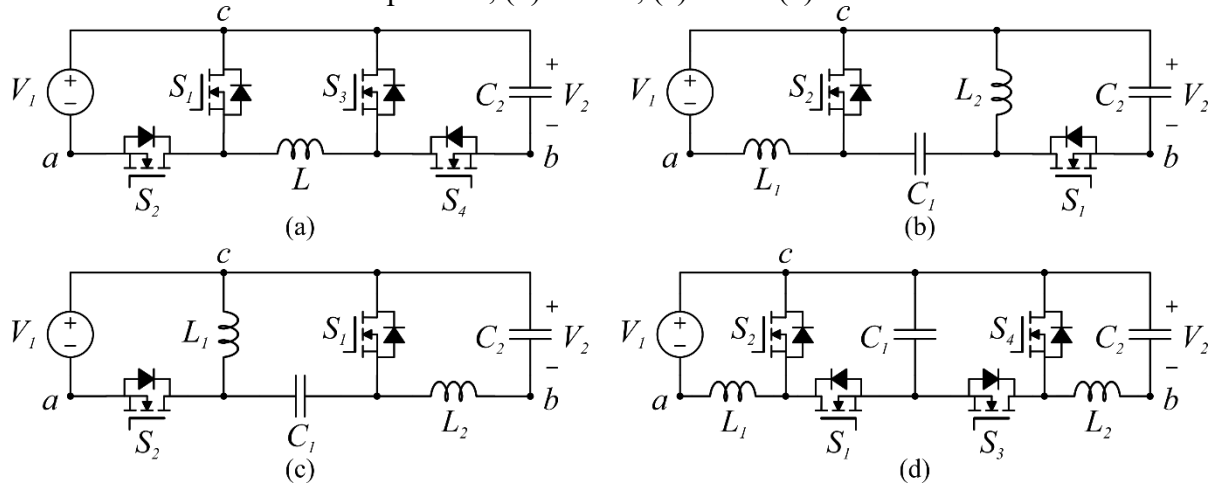 c
V₁ + − S₁ S₃ C₂ + V₂ −
a b
S₂ L S₄
(a)
c
V₁ + − S₂ L₂ C₂ + V₂ −
a b
L₁ C₁ S₁
(b)
c
V₁ + − L₁ S₁ C₂ + V₂ −
a b
S₂ C₁ L₂
(c)
c
V₁ + − S₂ C₁ S₄ C₂ + V₂ −
a b
L₁ S₁ S₃ L₂
(d)